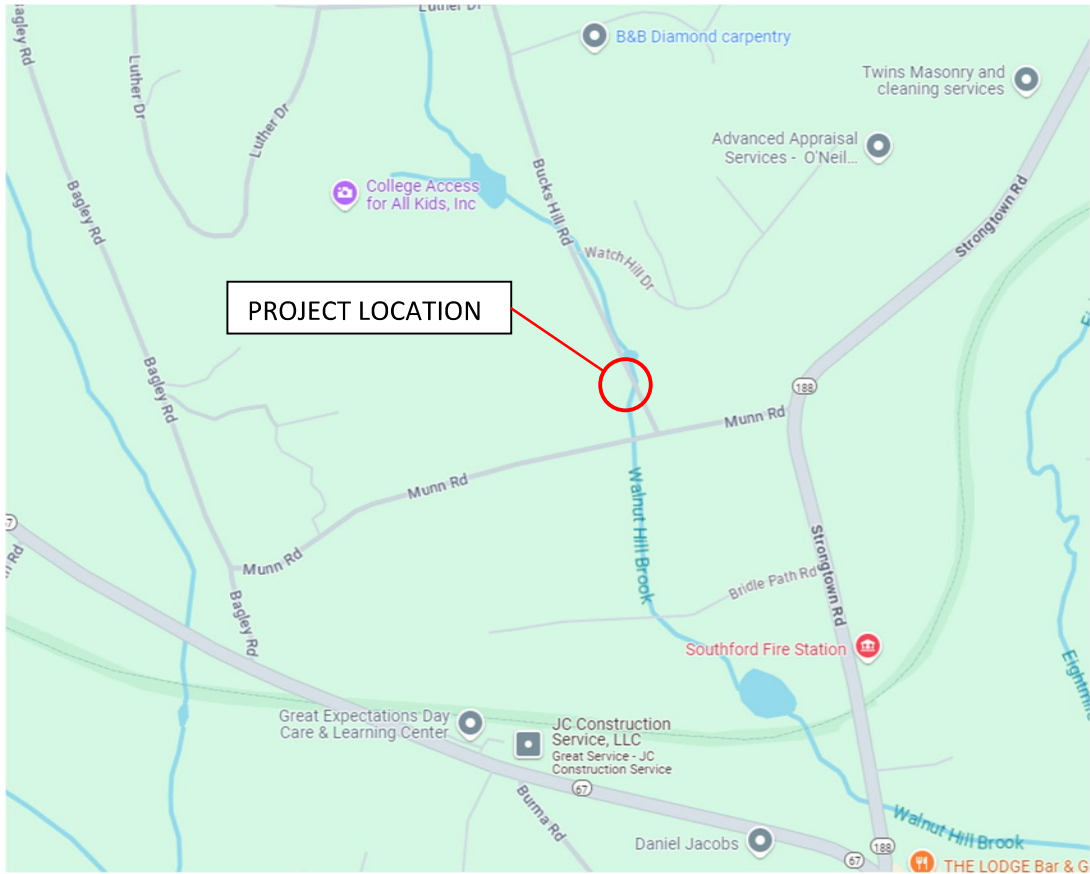 Luther Dr
Bagley Rd
B&B Diamond carpentry
Luther Dr
Twins Masonry and
cleaning services
Luther Dr
Advanced Appraisal
Services - O'Neil...
Bucks Hill Rd
College Access
for All Kids, Inc
Bagley Rd
Strongtown Rd
Watch Hill Dr
PROJECT LOCATION
Bagley Rd
188
Munn Rd
Munn Rd
Walnut Hill Brook
Munn Rd
Strongtown Rd
Bridle Path Rd
Bagley Rd
Southford Fire Station
Great Expectations Day
Care & Learning Center
JC Construction
Service, LLC
Great Service - JC
Construction Service
67
Burma Rd
Walnut Hill Brook
Daniel Jacobs
188
67
THE LODGE Bar & G